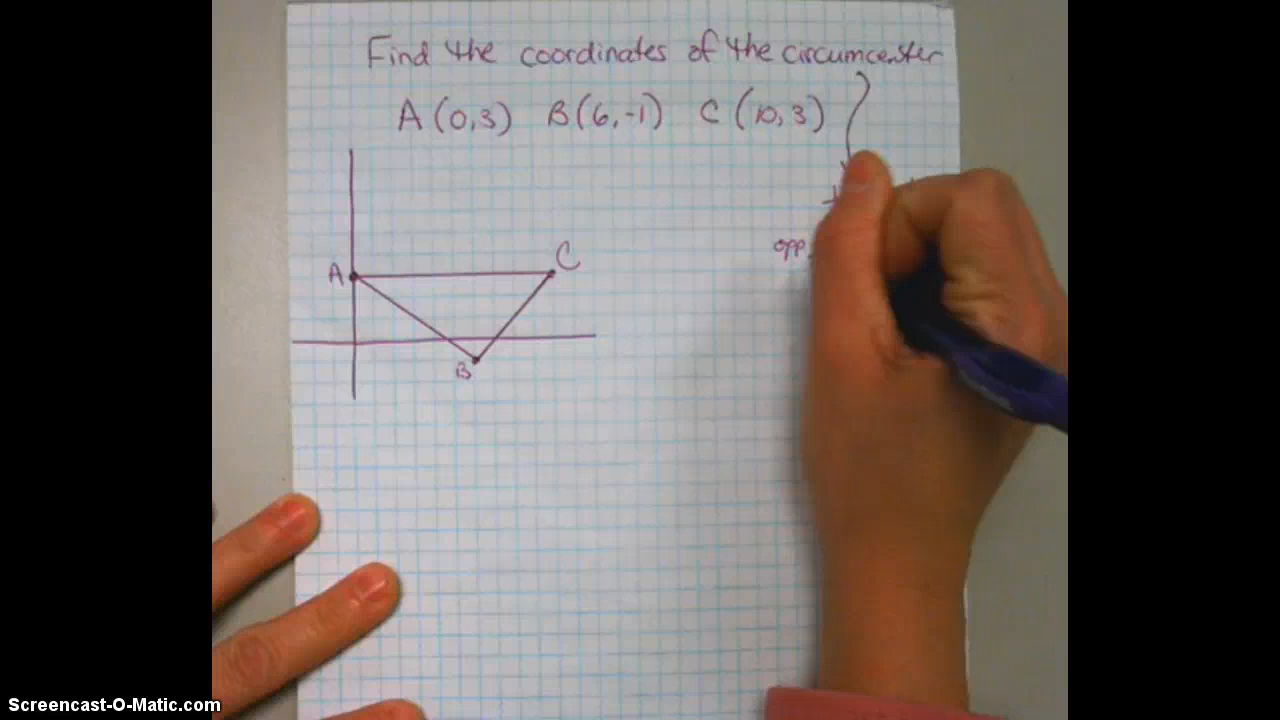 Find the coordinates of the circumcenter
A (0,3) B(6,-1) C (10,3)
opp.
C
A
B
Screencast-O-Matic.com